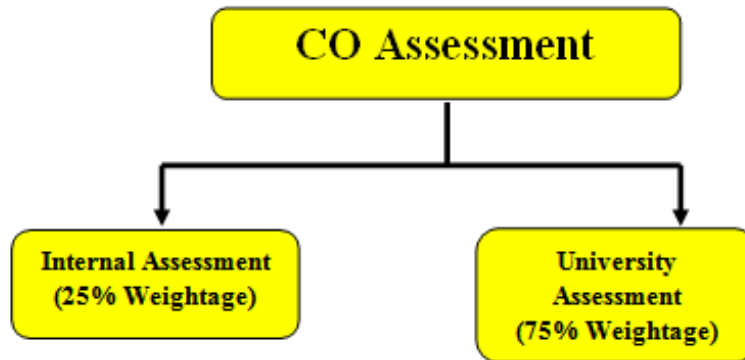 CO Assessment
Internal Assessment
(25% Weightage)
University
Assessment
(75% Weightage)